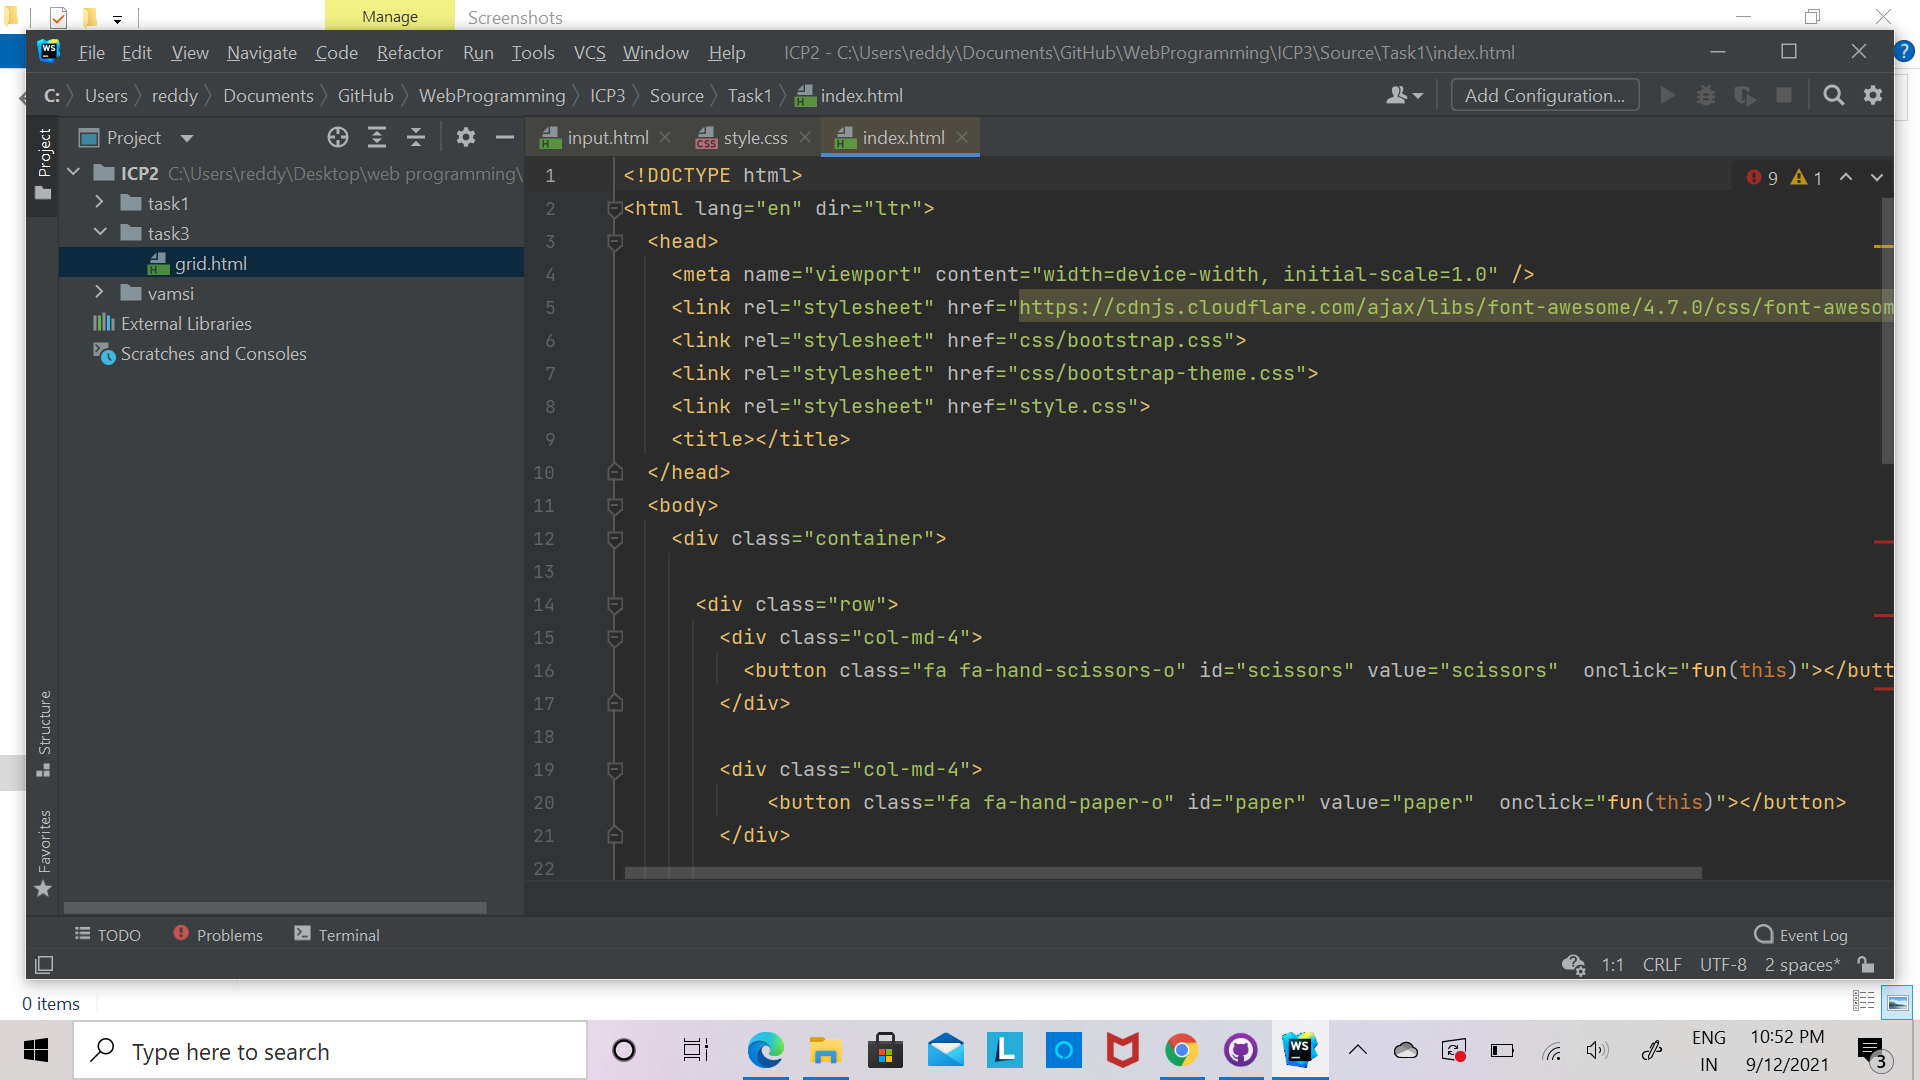 Manage
Screenshots
WS
File Edit View Navigate Code Refactor Run Tools VCS Window Help ICP2 - C:\Users\reddy\Documents\GitHub\WebProgramming\ICP3\Source\Task1\index.html
C: Users reddy Documents GitHub WebProgramming ICP3 Source Task1 index.html
Add Configuration...
Project
Project
input.html style.css index.html
ICP2 C:\Users\reddy\Desktop\web programming\
task1
task3
grid.html
vamsi
External Libraries
Scratches and Consoles
9 1
1 <!DOCTYPE html>
2 <html lang="en" dir="ltr">
3 <head>
4 <meta name="viewport" content="width=device-width, initial-scale=1.0" />
5 <link rel="stylesheet" href="https://cdnjs.cloudflare.com/ajax/libs/font-awesome/4.7.0/css/font-awesom
6 <link rel="stylesheet" href="css/bootstrap.css">
7 <link rel="stylesheet" href="css/bootstrap-theme.css">
8 <link rel="stylesheet" href="style.css">
9 <title></title>
10 </head>
11 <body>
12 <div class="container">
13
14 <div class="row">
15 <div class="col-md-4">
16 <button class="fa fa-hand-scissors-o" id="scissors" value="scissors"  onclick="fun(this)"></butt
17 </div>
18
19 <div class="col-md-4">
20 <button class="fa fa-hand-paper-o" id="paper" value="paper"  onclick="fun(this)"></button>
21 </div>
22
Structure
Favorites
TODO Problems Terminal Event Log
1:1 CRLF UTF-8 2 spaces*
0 items
Type here to search
WS
ENG
IN
10:52 PM
9/12/2021
3